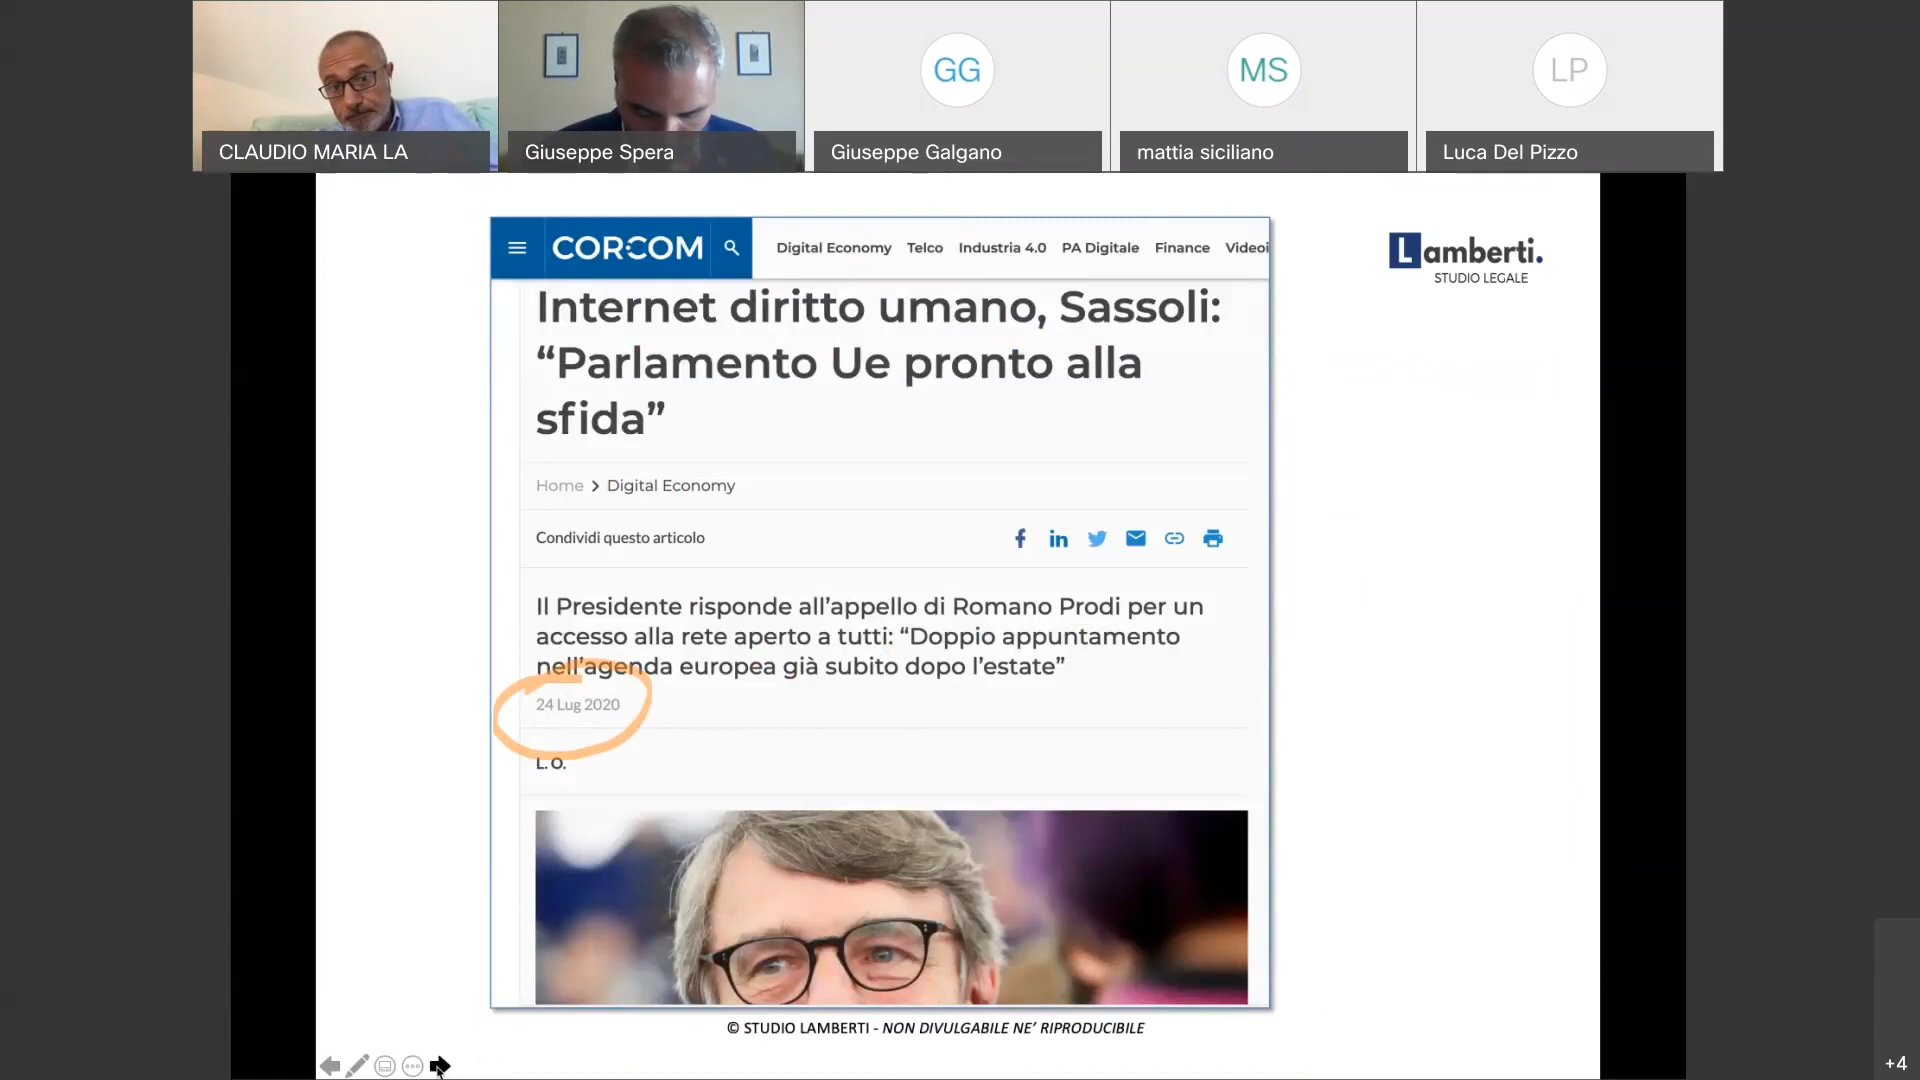 GG
MS
LP
CLAUDIO MARIA LA
Giuseppe Spera
Giuseppe Galgano
mattia siciliano
Luca Del Pizzo
CORCOM
Digital Economy Telco Industria 4.0 PA Digitale Finance Videoi
Lamberti.
STUDIO LEGALE
Internet diritto umano, Sassoli:
“Parlamento Ue pronto alla
sfida”
Home > Digital Economy
Condividi questo articolo
Il Presidente risponde all’appello di Romano Prodi per un
accesso alla rete aperto a tutti: “Doppio appuntamento
nell’agenda europea già subito dopo l’estate”
24 Lug 2020
L. O.
© STUDIO LAMBERTI - NON DIVULGABILE NE’ RIPRODUCIBILE
+4